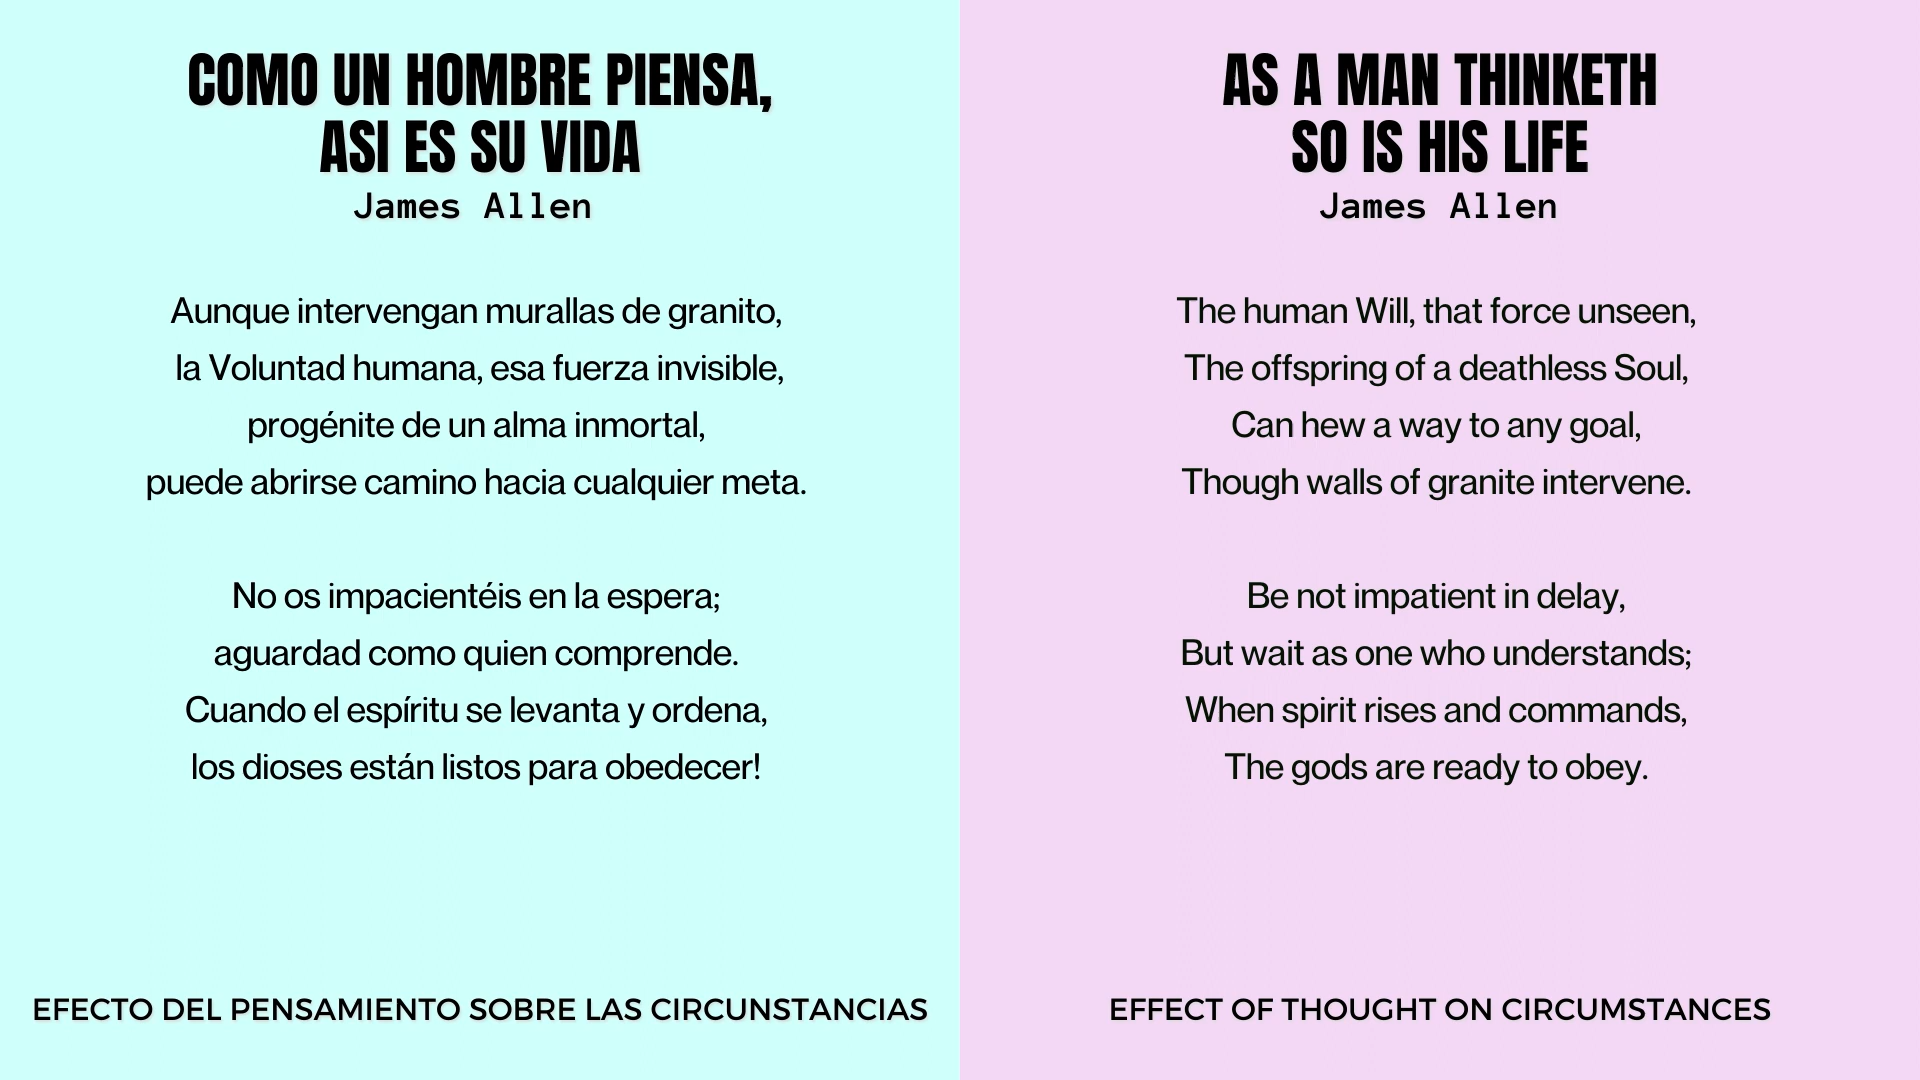 COMO UN HOMBRE PIENSA,
ASI ES SU VIDA
James Allen
Aunque intervengan murallas de granito,
la Voluntad humana, esa fuerza invisible,
progénite de un alma inmortal,
puede abrirse camino hacia cualquier meta.
No os impacientéis en la espera;
aguardad como quien comprende.
Cuando el espíritu se levanta y ordena,
los dioses están listos para obedecer!
EFECTO DEL PENSAMIENTO SOBRE LAS CIRCUNSTANCIAS
AS A MAN THINKETH
SO IS HIS LIFE
James Allen
The human Will, that force unseen,
The offspring of a deathless Soul,
Can hew a way to any goal,
Though walls of granite intervene.
Be not impatient in delay,
But wait as one who understands;
When spirit rises and commands,
The gods are ready to obey.
EFFECT OF THOUGHT ON CIRCUMSTANCES